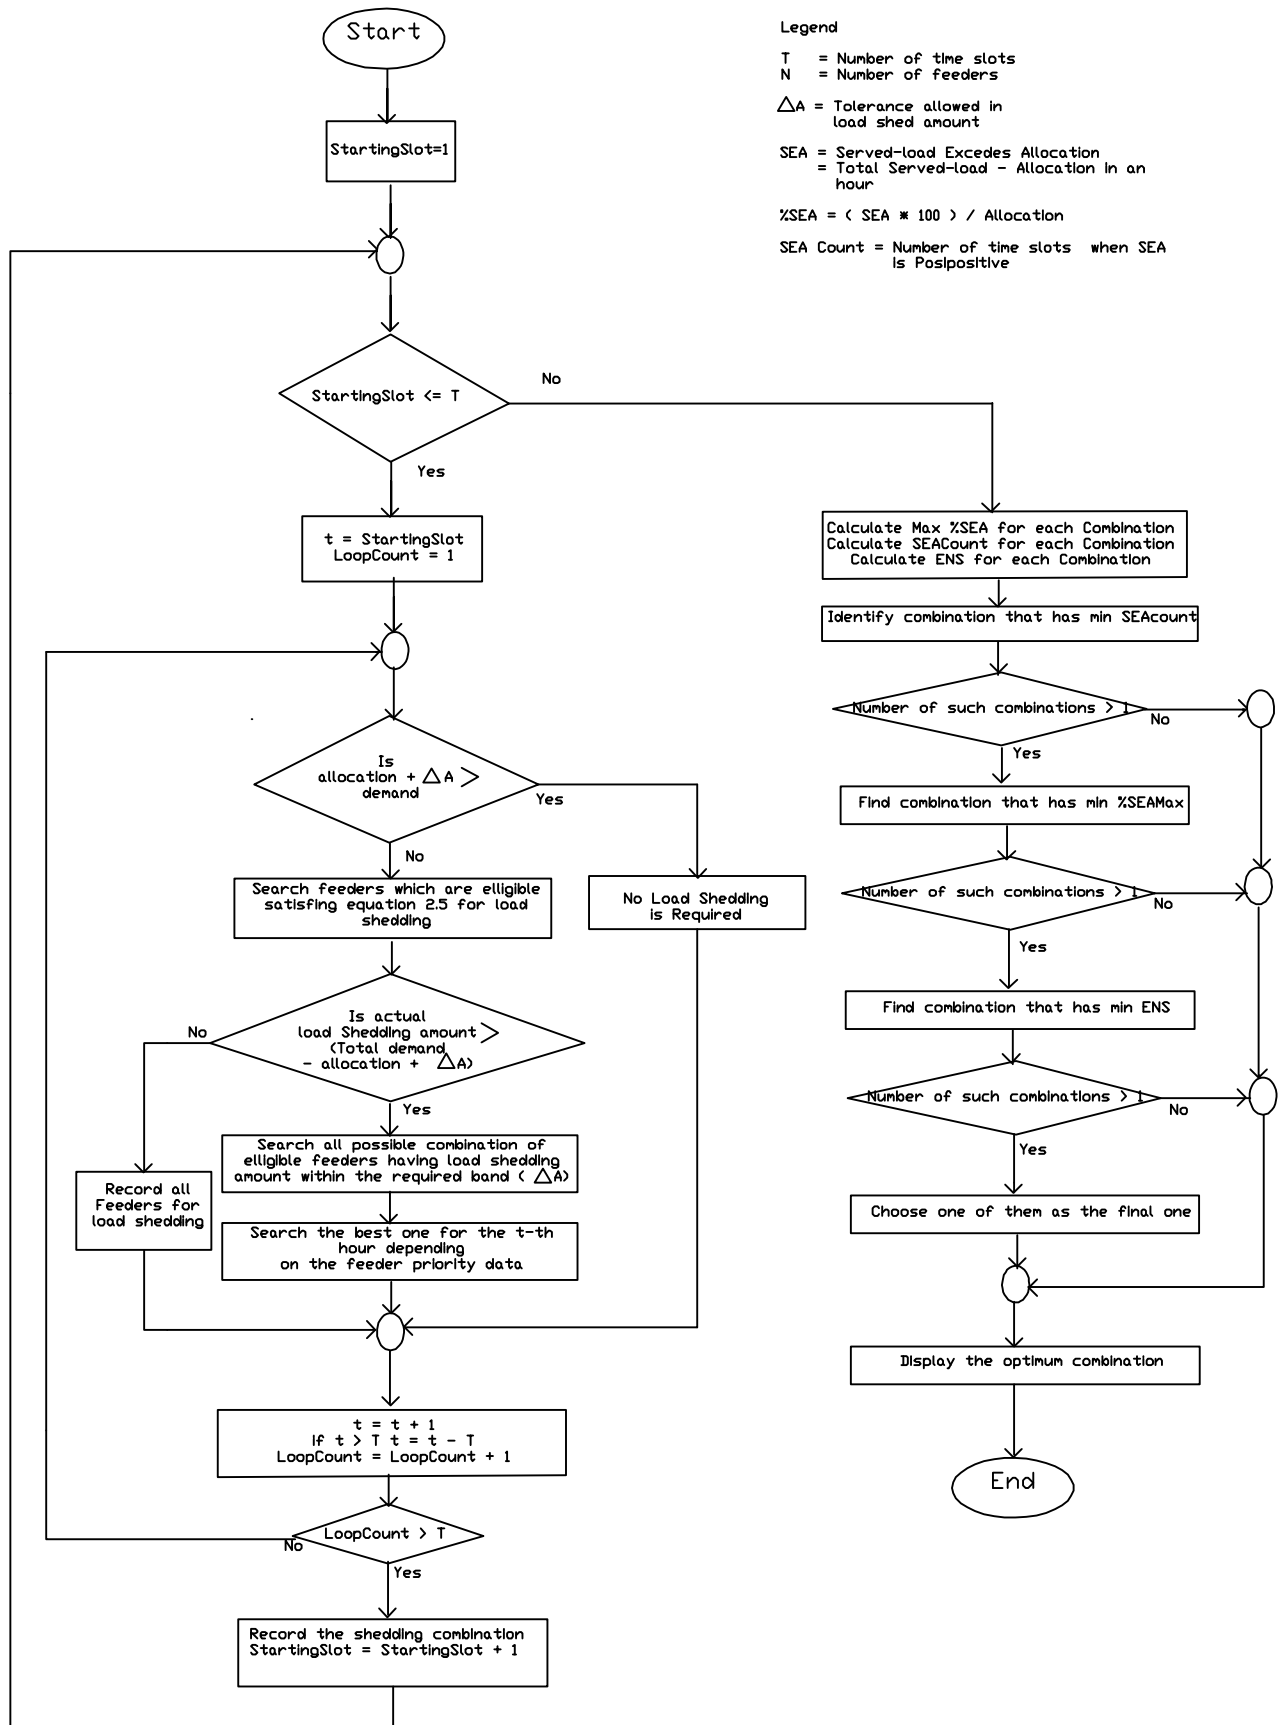 Start
StartingSlot=1
StartingSlot <= T
No
Yes
t = StartingSlot
LoopCount = 1
Is
allocation + △A >
demand
Yes
No
Search feeders which are elligible
satisfing equation 2.5 for load
shedding
No Load Shedding
is Required
Is actual
load Shedding amount >
(Total demand
- allocation + △A)
No
Yes
Record all
Feeders for
load shedding
Search all possible combination of
elligible feeders having load shedding
amount within the required band ( △A)
Search the best one for the t-th
hour depending
on the feeder priority data
t = t + 1
If t > T t = t - T
LoopCount = LoopCount + 1
LoopCount > T
No
Yes
Record the shedding combination
StartingSlot = StartingSlot + 1
Legend
T = Number of time slots
N = Number of feeders
△A = Tolerance allowed in
load shed amount
SEA = Served-load Excedes Allocation
= Total Served-load - Allocation in an
hour
%SEA = ( SEA * 100 ) / Allocation
SEA Count = Number of time slots when SEA
is Posipositive
Calculate Max %SEA for each Combination
Calculate SEACount for each Combination
Calculate ENS for each Combination
Identify combination that has min SEAcount
Number of such combinations > 1
No
Yes
Find combination that has min %SEAMax
Number of such combinations > 1
No
Yes
Find combination that has min ENS
Number of such combinations > 1
No
Yes
Choose one of them as the final one
Display the optimum combination
End